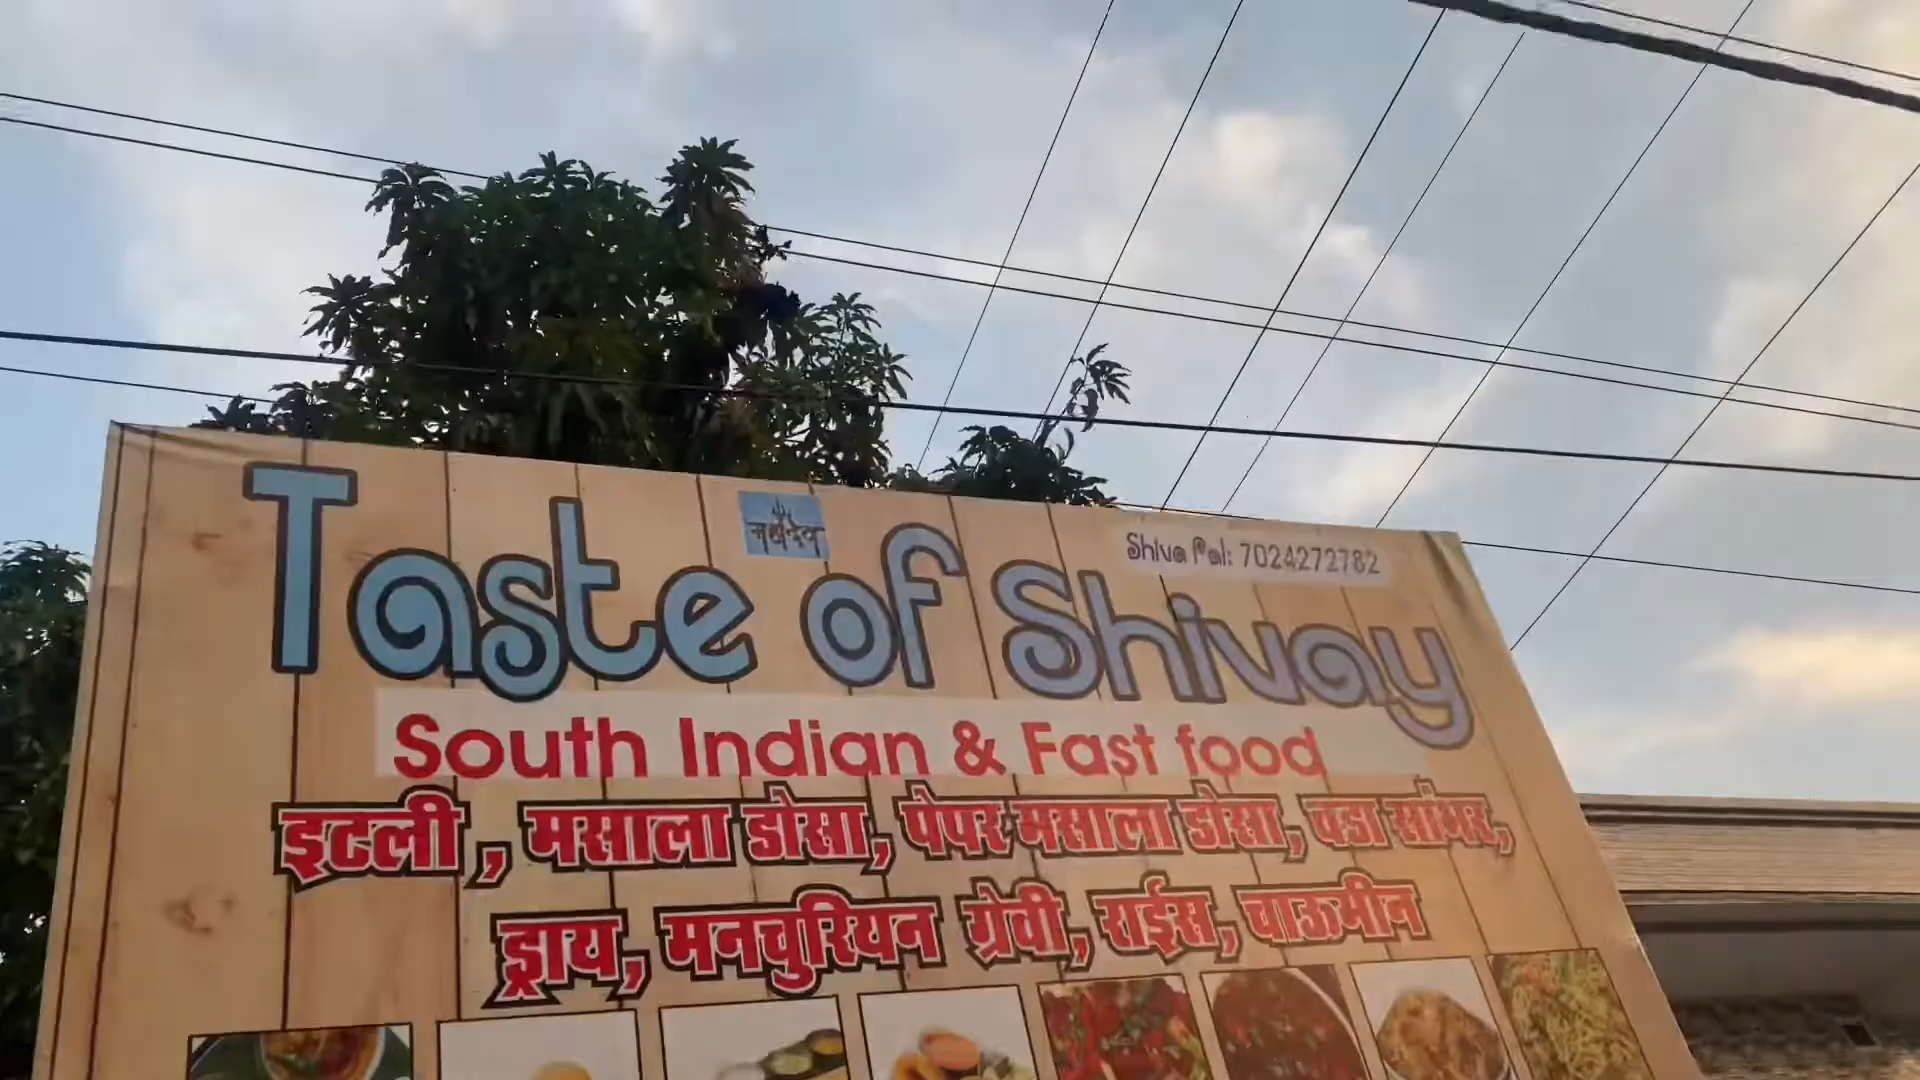 महादेव
Shiva Pal: 7024272782
Taste of Shivay
South Indian & Fast food
इटली, मसाला डोसा, पेपर मसाला डोसा, वडा सांभर,
ड्राय, मनचुरियन ग्रेवी, राईस, चाऊमीन